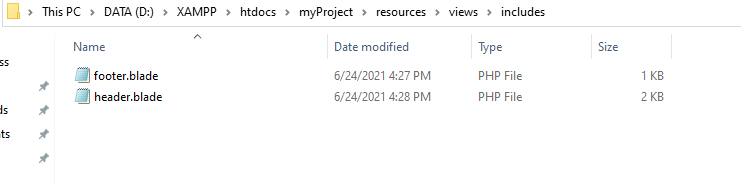 This PC > DATA (D:) > XAMPP > htdocs > myProject > resources > views > includes
Name Date modified Type Size
ss
footer.blade 6/24/2021 4:27 PM PHP File 1 KB
header.blade 6/24/2021 4:28 PM PHP File 2 KB
ds
nts